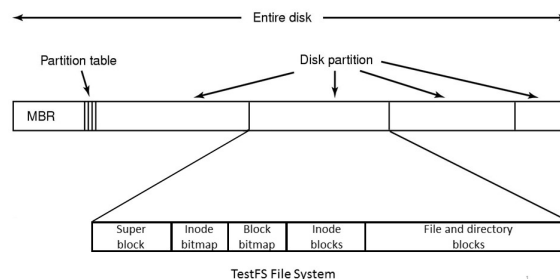 Entire disk
Partition table
Disk partition
MBR
Super
block
Inode
bitmap
Block
bitmap
Inode
blocks
File and directory
blocks
TestFS File System